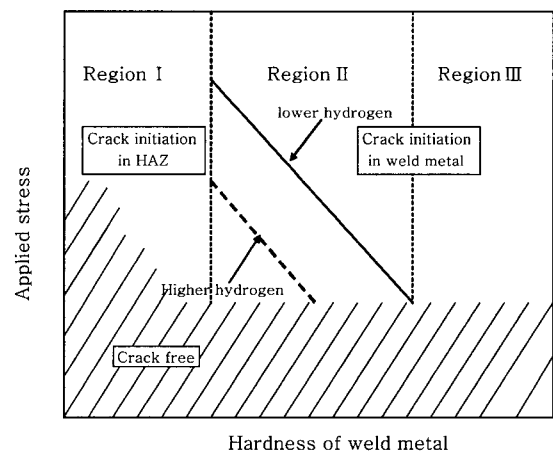 Region I
Region II
Region III
lower hydrogen
Crack initiation
in HAZ
Crack initiation
in weld metal
Applied stress
Higher hydrogen
Crack free
Hardness of weld metal